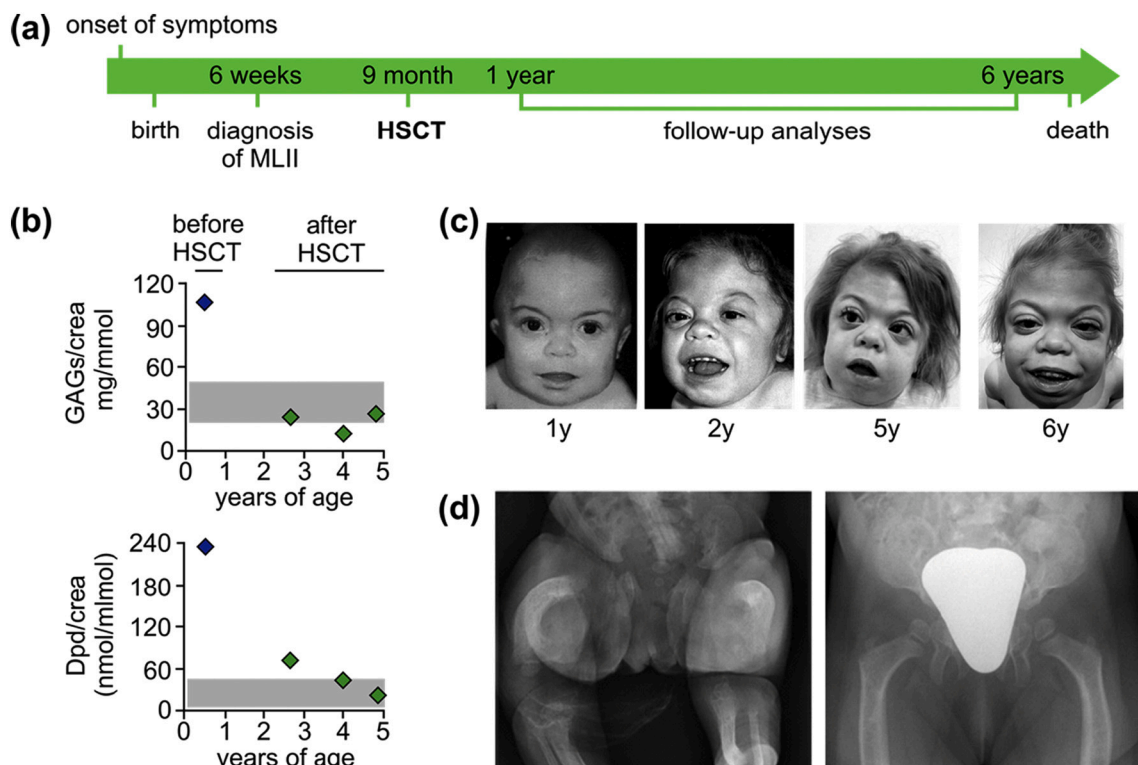 (a)
onset of symptoms
6 weeks 9 month 1 year 6 years
birth diagnosis HSCT follow-up analyses death
of MLII
(b)
before after
HSCT HSCT
120
90
60
30
0
GAGs/crea
mg/mmol
0 1 2 3 4 5
years of age
240
180
120
60
0
Dpd/crea
(nmol/mlmol)
0 1 2 3 4 5
years of age
(c)
1y 2y 5y 6y
(d)